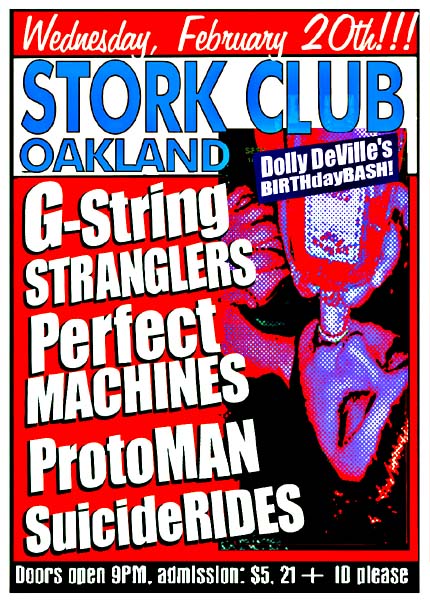 Wednesday, February 20th!!!
STORK CLUB
OAKLAND
Dolly DeVille's
BIRTHdayBASH!
G-String
STRANGLERS
Perfect
MACHINES
ProtoMAN
SuicideRIDES
Doors open 9PM, admission: $5, 21+ ID please